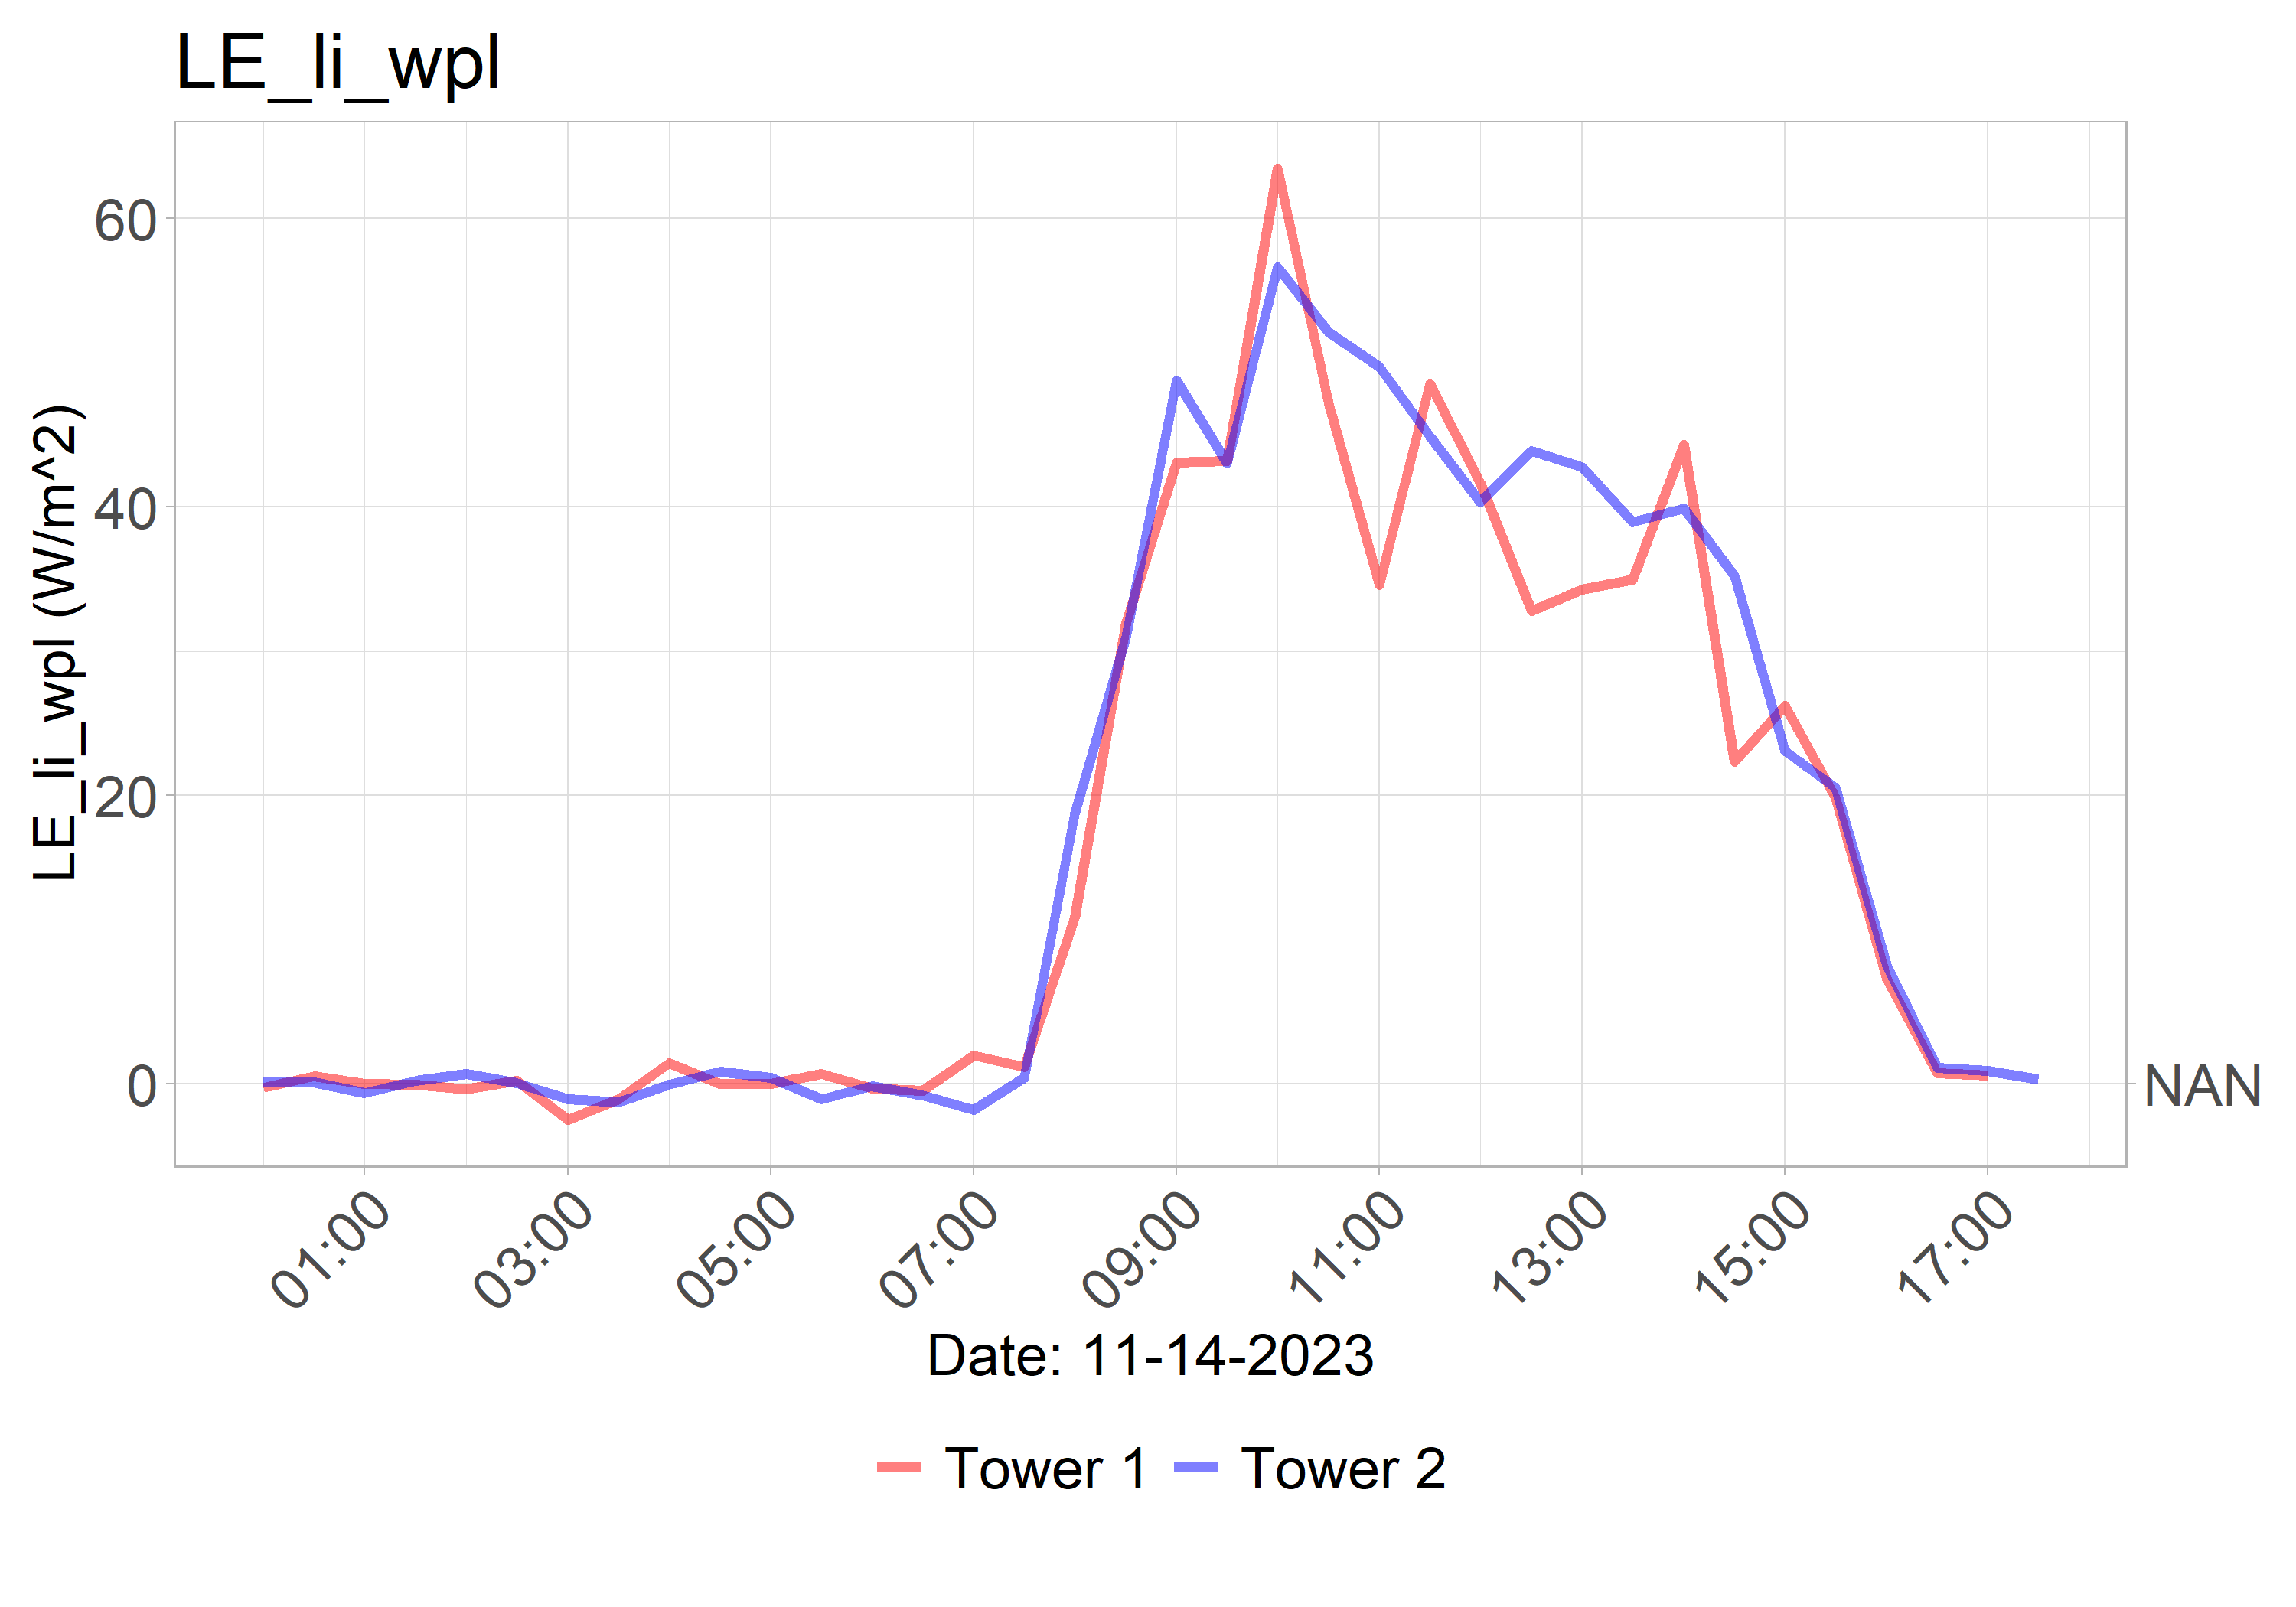 LE_li_wpl
LE_li_wpl (W/m^2)
60
40
20
0
NAN
01:00 03:00 05:00 07:00 09:00 11:00 13:00 15:00 17:00
Date: 11-14-2023
Tower 1 Tower 2